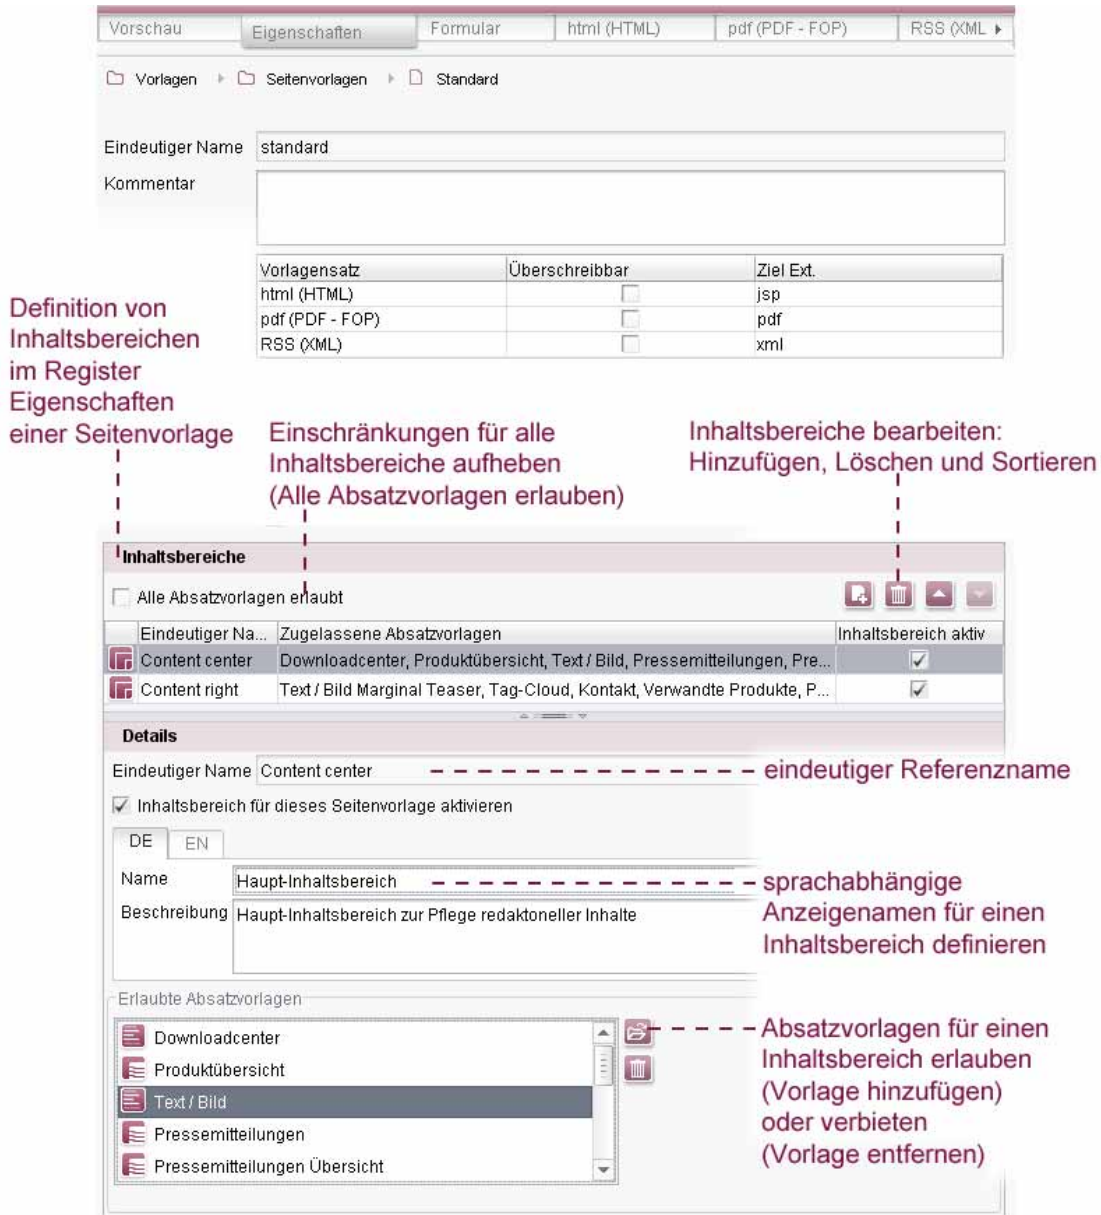 Vorschau Eigenschaften Formular html (HTML) pdf (PDF - FOP) RSS (XML
Vorlagen Seitenvorlagen Standard
Eindeutiger Name standard
Kommentar
Vorlagensatz Überschreibbar Ziel Ext.
html (HTML) jsp
pdf (PDF - FOP) pdf
RSS (XML) xml
Definition von
Inhaltsbereichen
im Register
Eigenschaften
einer Seitenvorlage
Einschränkungen für alle
Inhaltsbereiche aufheben
(Alle Absatzvorlagen erlauben)
Inhaltsbereiche bearbeiten:
Hinzufügen, Löschen und Sortieren
Inhaltsbereiche
Alle Absatzvorlagen erlaubt
Eindeutiger Na... Zugelassene Absatzvorlagen Inhaltsbereich aktiv
Content center Downloadcenter, Produktübersicht, Text / Bild, Pressemitteilungen, Pre...
Content right Text / Bild Marginal Teaser, Tag-Cloud, Kontakt, Verwandte Produkte, P...
Details
Eindeutiger Name Content center
eindeutiger Referenzname
Inhaltsbereich für dieses Seitenvorlage aktivieren
DE EN
Name Haupt-Inhaltsbereich
Beschreibung Haupt-Inhaltsbereich zur Pflege redaktoneller Inhalte
sprachabhängige
Anzeigenamen für einen
Inhaltsbereich definieren
Erlaubte Absatzvorlagen
Downloadcenter
Produktübersicht
Text / Bild
Pressemitteilungen
Pressemitteilungen Übersicht
Absatzvorlagen für einen
Inhaltsbereich erlauben
(Vorlage hinzufügen)
oder verbieten
(Vorlage entfernen)